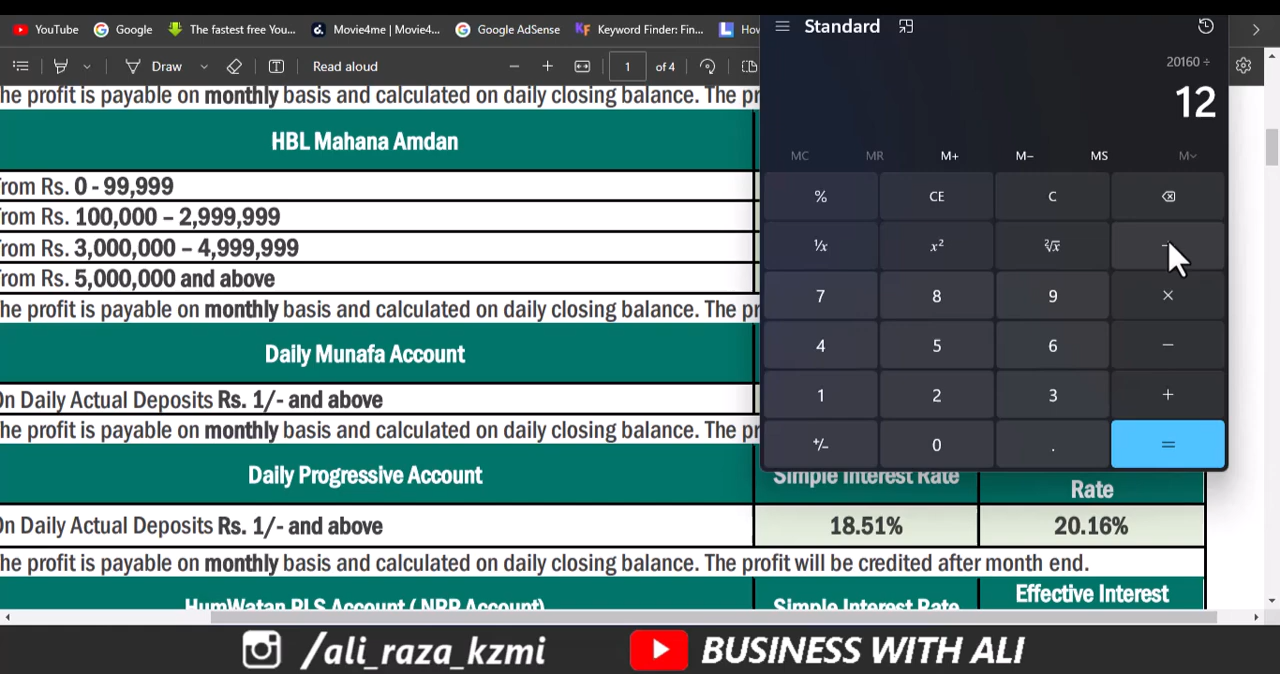 YouTube Google The fastest free You... Movie4me | Movie4... Google AdSense KF Keyword Finder: Fin... How
Standard
Draw Read aloud 1 of 4
20160 ÷
12
he profit is payable on monthly basis and calculated on daily closing balance. The pr
HBL Mahana Amdan
rom Rs. 0 - 99,999
rom Rs. 100,000 – 2,999,999
rom Rs. 3,000,000 – 4,999,999
rom Rs. 5,000,000 and above
he profit is payable on monthly basis and calculated on daily closing balance. The pr
Daily Munafa Account
On Daily Actual Deposits Rs. 1/- and above
he profit is payable on monthly basis and calculated on daily closing balance. The pr
MC MR M+ M− MS M˅
% CE C
¹/x x² ²√x
7 8 9 ×
4 5 6 −
1 2 3 +
+/− 0 . =
Daily Progressive Account Simple Interest Rate Rate
On Daily Actual Deposits Rs. 1/- and above 18.51% 20.16%
he profit is payable on monthly basis and calculated on daily closing balance. The profit will be credited after month end.
HumWatan PLS Account ( NRP Account) Simple Interest Rate Effective Interest
/ali_raza_kzmi BUSINESS WITH ALI